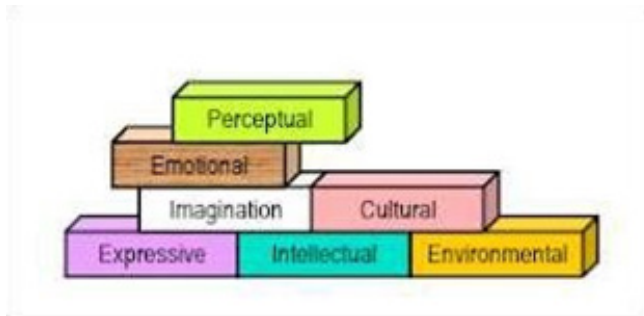 Perceptual
Emotional
Imagination Cultural
Expressive Intellectual Environmental